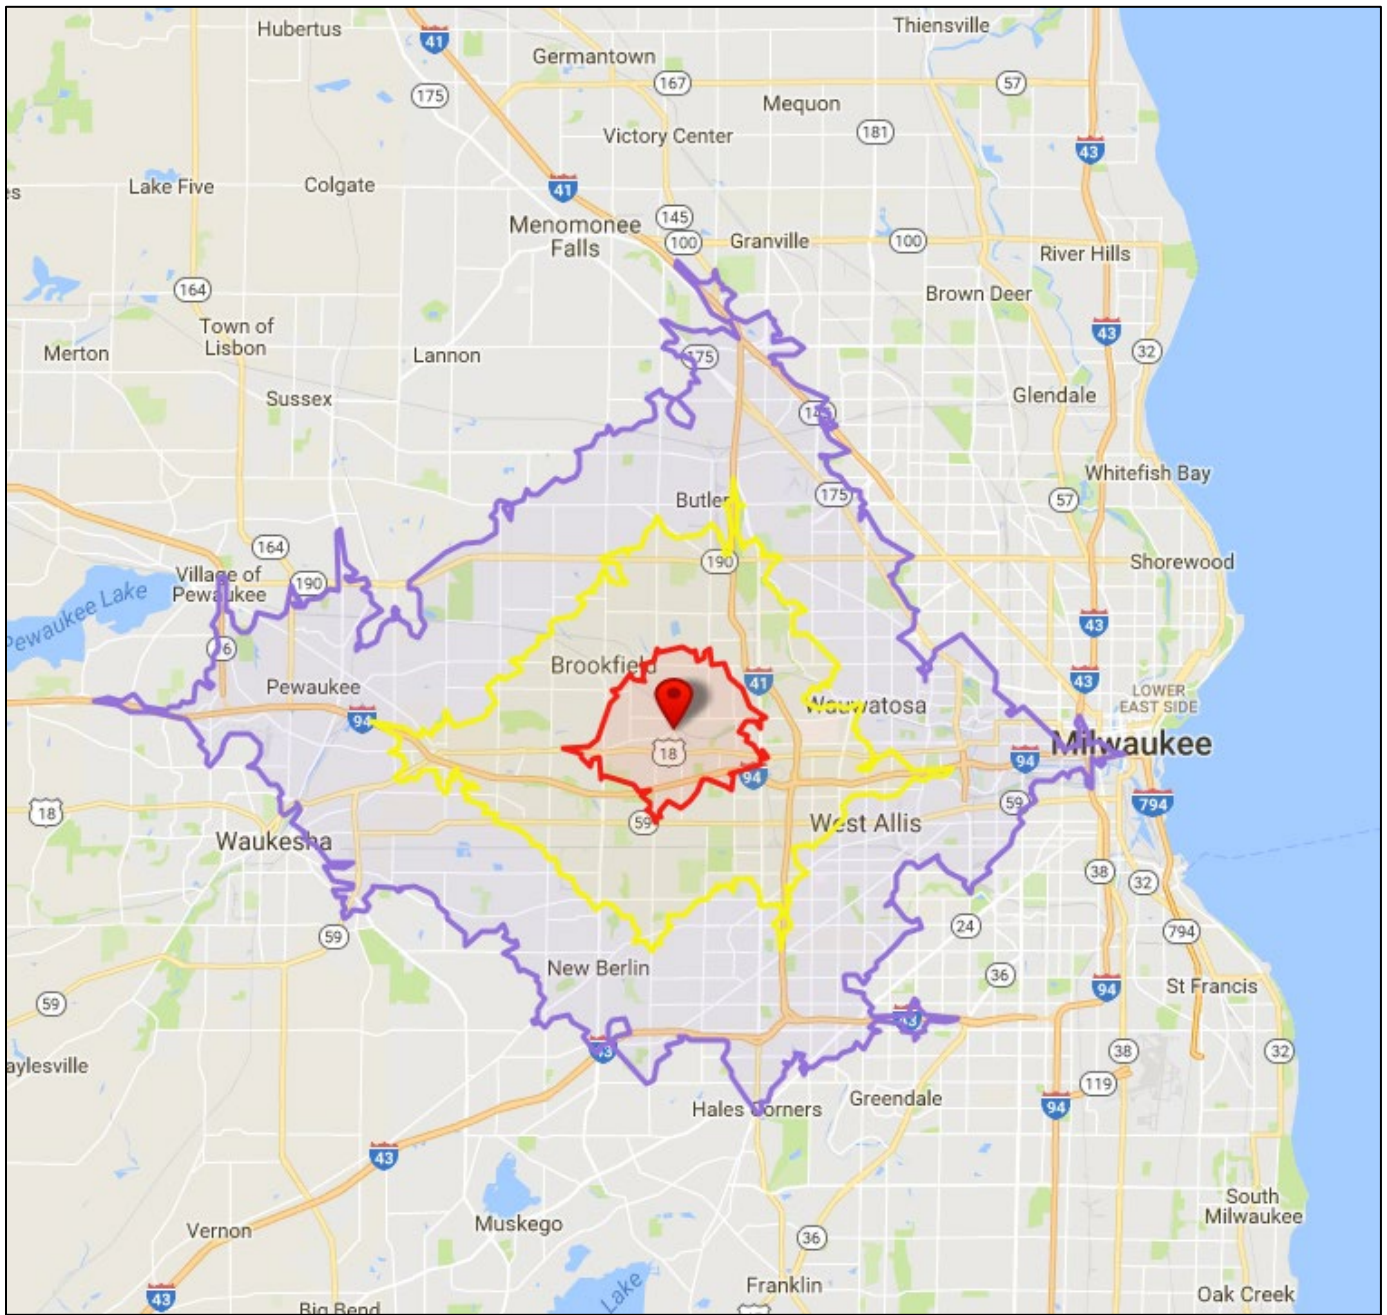 Hubertus
Thiensville
41
Germantown
167
57
175
Mequon
Victory Center
181
43
Lake Five
Colgate
41
145
Menomonee
Falls
100
Granville
100
River Hills
164
Brown Deer
Town of
Lisbon
43
Merton
Lannon
175
32
Sussex
Glendale
Whitefish Bay
Butler
175
57
164
190
Shorewood
Village of
Pewaukee
190
Pewaukee Lake
43
16
Brookfield
41
43
Pewaukee
LOWER
EAST SIDE
94
Wauwatosa
18
Milwaukee
94
94
18
59
794
59
West Allis
Waukesha
38
32
59
24
794
New Berlin
36
94
St Francis
59
43
43
38
32
aylesville
119
Hales Corners
Greendale
94
43
Muskego
South
Milwaukee
Vernon
36
Franklin
43
Lake
Oak Creek
Big Bend